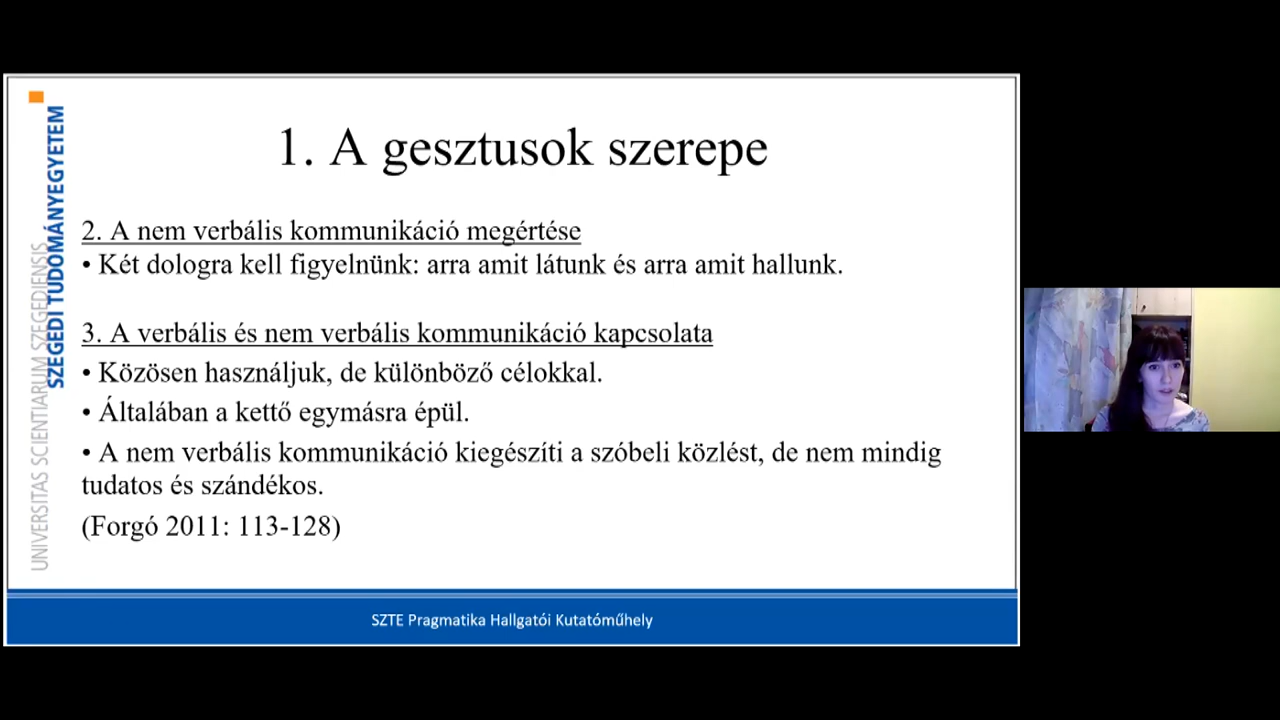 1. A gesztusok szerepe
2. A nem verbális kommunikáció megértése
• Két dologra kell figyelnünk: arra amit látunk és arra amit hallunk.
3. A verbális és nem verbális kommunikáció kapcsolata
• Közösen használjuk, de különböző célokkal.
• Általában a kettő egymásra épül.
• A nem verbális kommunikáció kiegészíti a szóbeli közlést, de nem mindig
tudatos és szándékos.
(Forgó 2011: 113-128)
SZTE Pragmatika Hallgatói Kutatóműhely
UNIVERSITAS SCIENTIARUM SZEGEDIENSIS
SZEGEDI TUDOMÁNYEGYETEM